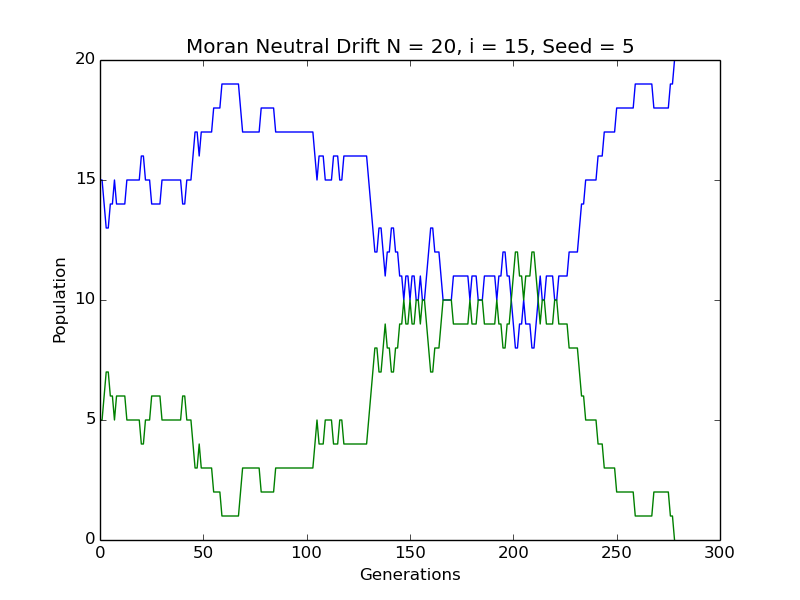 Moran Neutral Drift N = 20, i = 15, Seed = 5
20
15
10
5
0
Population
0 50 100 150 200 250 300
Generations